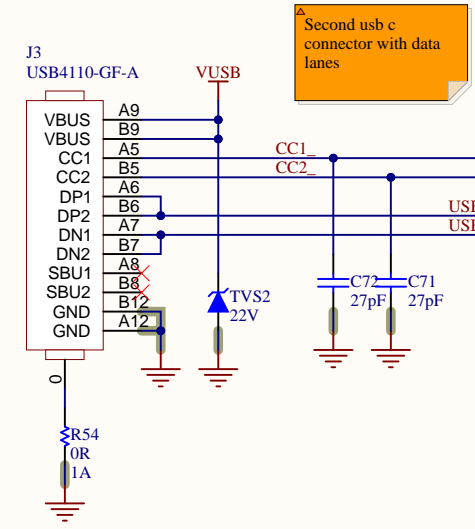 Second usb c
connector with data
lanes
J3
USB4110-GF-A
VUSB
VBUS A9
VBUS B9
CC1 A5 CC1_
CC2 B5 CC2_
DP1 A6
DP2 B6 USB
DN1 A7 USB
DN2 B7
SBU1 A8
SBU2 B8
GND B12
GND A12
0
TVS2
22V
C72
27pF
C71
27pF
R54
0R
1A